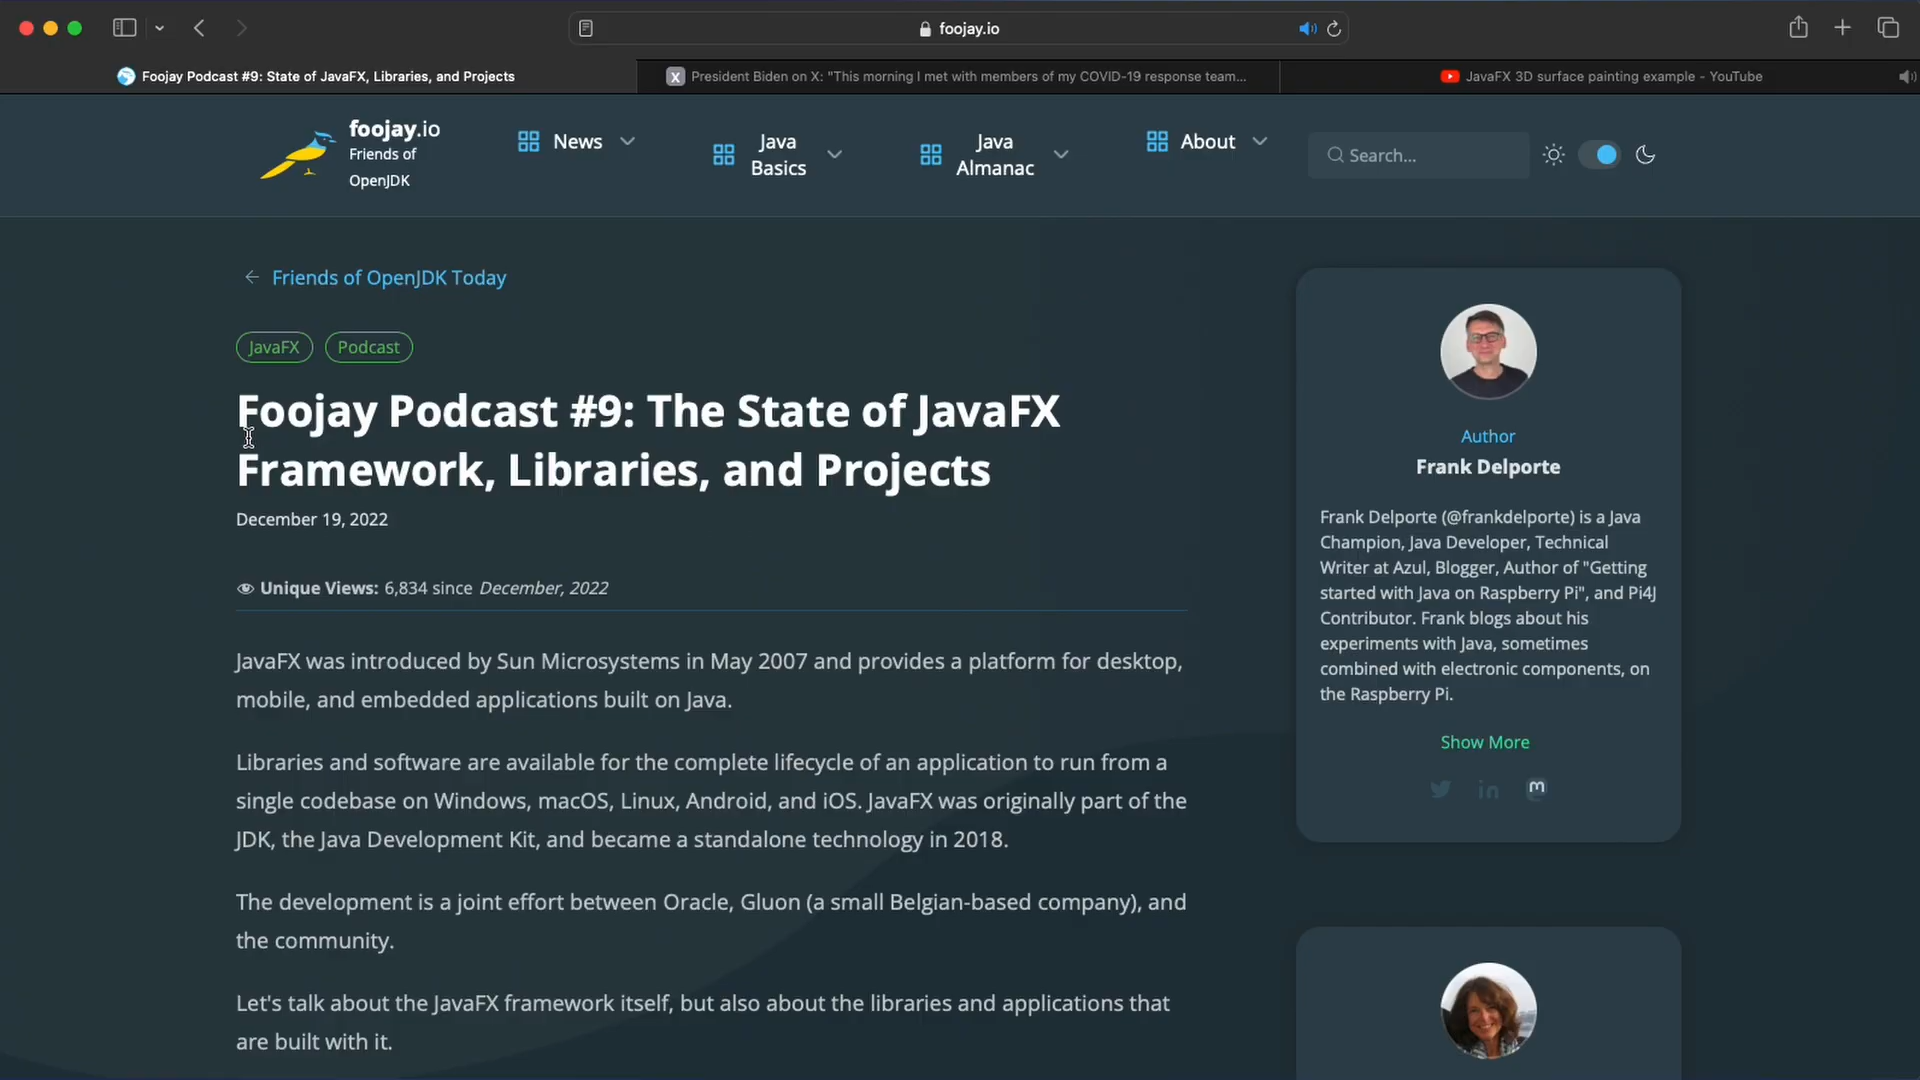 foojay.io
Foojay Podcast #9: State of JavaFX, Libraries, and Projects
X
President Biden on X: "This morning I met with members of my COVID-19 response team...
JavaFX 3D surface painting example - YouTube
foojay.io
Friends of
OpenJDK
News
Java
Basics
Java
Almanac
About
Search...
Friends of OpenJDK Today
JavaFX
Podcast
Foojay Podcast #9: The State of JavaFX
Framework, Libraries, and Projects
December 19, 2022
Unique Views: 6,834 since December, 2022
JavaFX was introduced by Sun Microsystems in May 2007 and provides a platform for desktop,
mobile, and embedded applications built on Java.
Libraries and software are available for the complete lifecycle of an application to run from a
single codebase on Windows, macOS, Linux, Android, and iOS. JavaFX was originally part of the
JDK, the Java Development Kit, and became a standalone technology in 2018.
The development is a joint effort between Oracle, Gluon (a small Belgian-based company), and
the community.
Let's talk about the JavaFX framework itself, but also about the libraries and applications that
are built with it.
Author
Frank Delporte
Frank Delporte (@frankdelporte) is a Java
Champion, Java Developer, Technical
Writer at Azul, Blogger, Author of "Getting
started with Java on Raspberry Pi", and Pi4J
Contributor. Frank blogs about his
experiments with Java, sometimes
combined with electronic components, on
the Raspberry Pi.
Show More
in
m